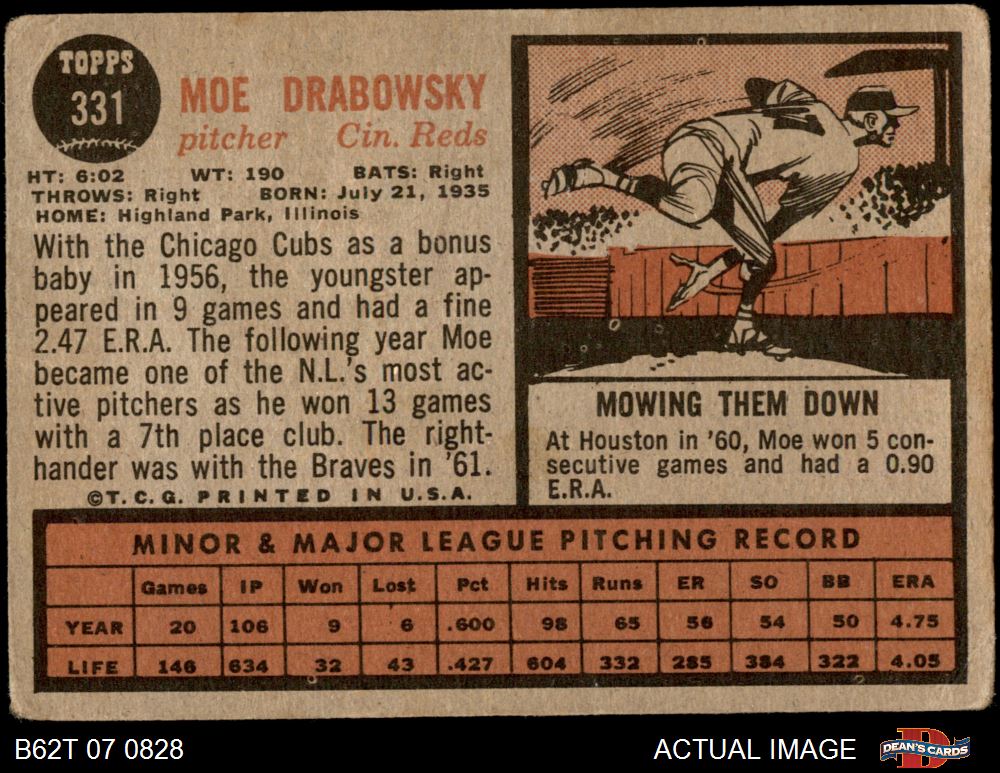 TOPPS
331
MOE DRABOWSKY
pitcher Cin. Reds
HT: 6:02 WT: 190 BATS: Right
THROWS: Right BORN: July 21, 1935
HOME: Highland Park, Illinois
With the Chicago Cubs as a bonus
baby in 1956, the youngster ap-
peared in 9 games and had a fine
2.47 E.R.A. The following year Moe
became one of the N.L.'s most ac-
tive pitchers as he won 13 games
with a 7th place club. The right-
hander was with the Braves in '61.
©T.C.G. PRINTED IN U.S.A.
MOWING THEM DOWN
At Houston in '60, Moe won 5 con-
secutive games and had a 0.90
E.R.A.
MINOR & MAJOR LEAGUE PITCHING RECORD
Games IP Won Lost Pct Hits Runs ER SO BB ERA
YEAR 20 106 9 6 .600 98 65 56 54 50 4.75
LIFE 146 634 32 43 .427 604 332 285 384 322 4.05
B62T 07 0828 ACTUAL IMAGE DEAN'S CARDS